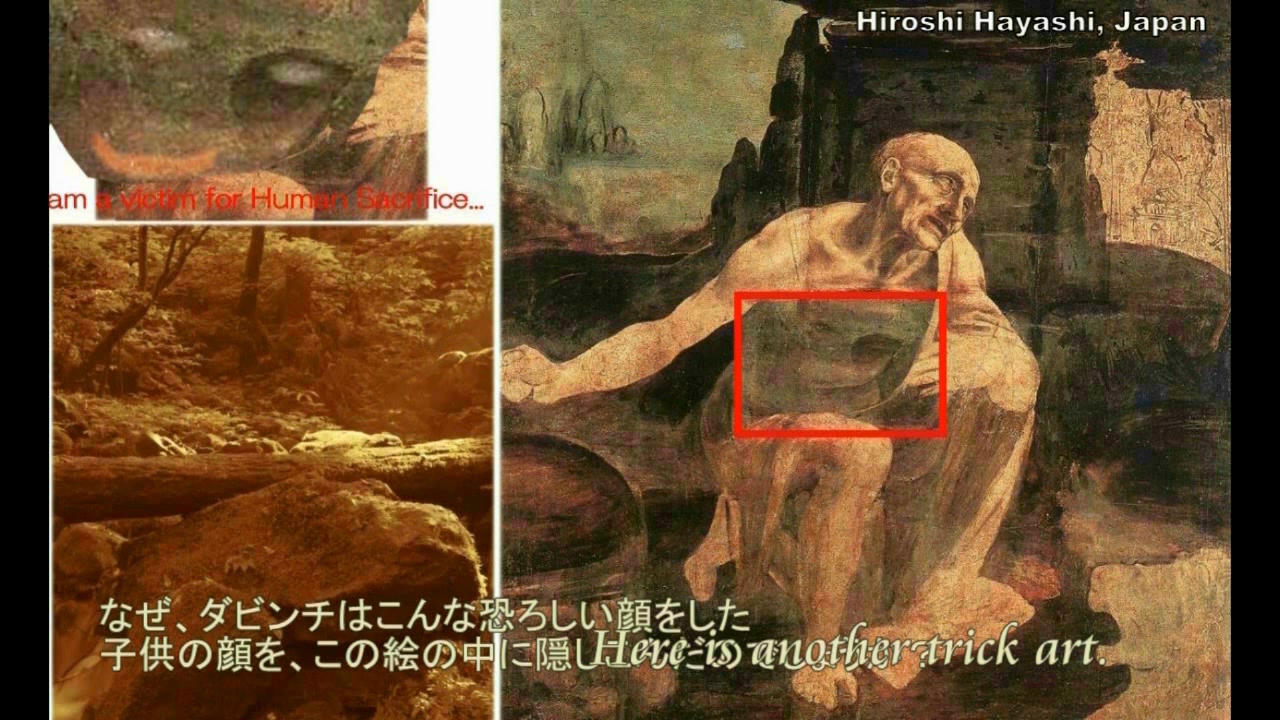 Hiroshi Hayashi, Japan
am a victim for Human Sacrifice...
なぜ、ダビンチはこんな恐ろしい顔をした
子供の顔を、この絵の中に隠し
Here is another trick art.